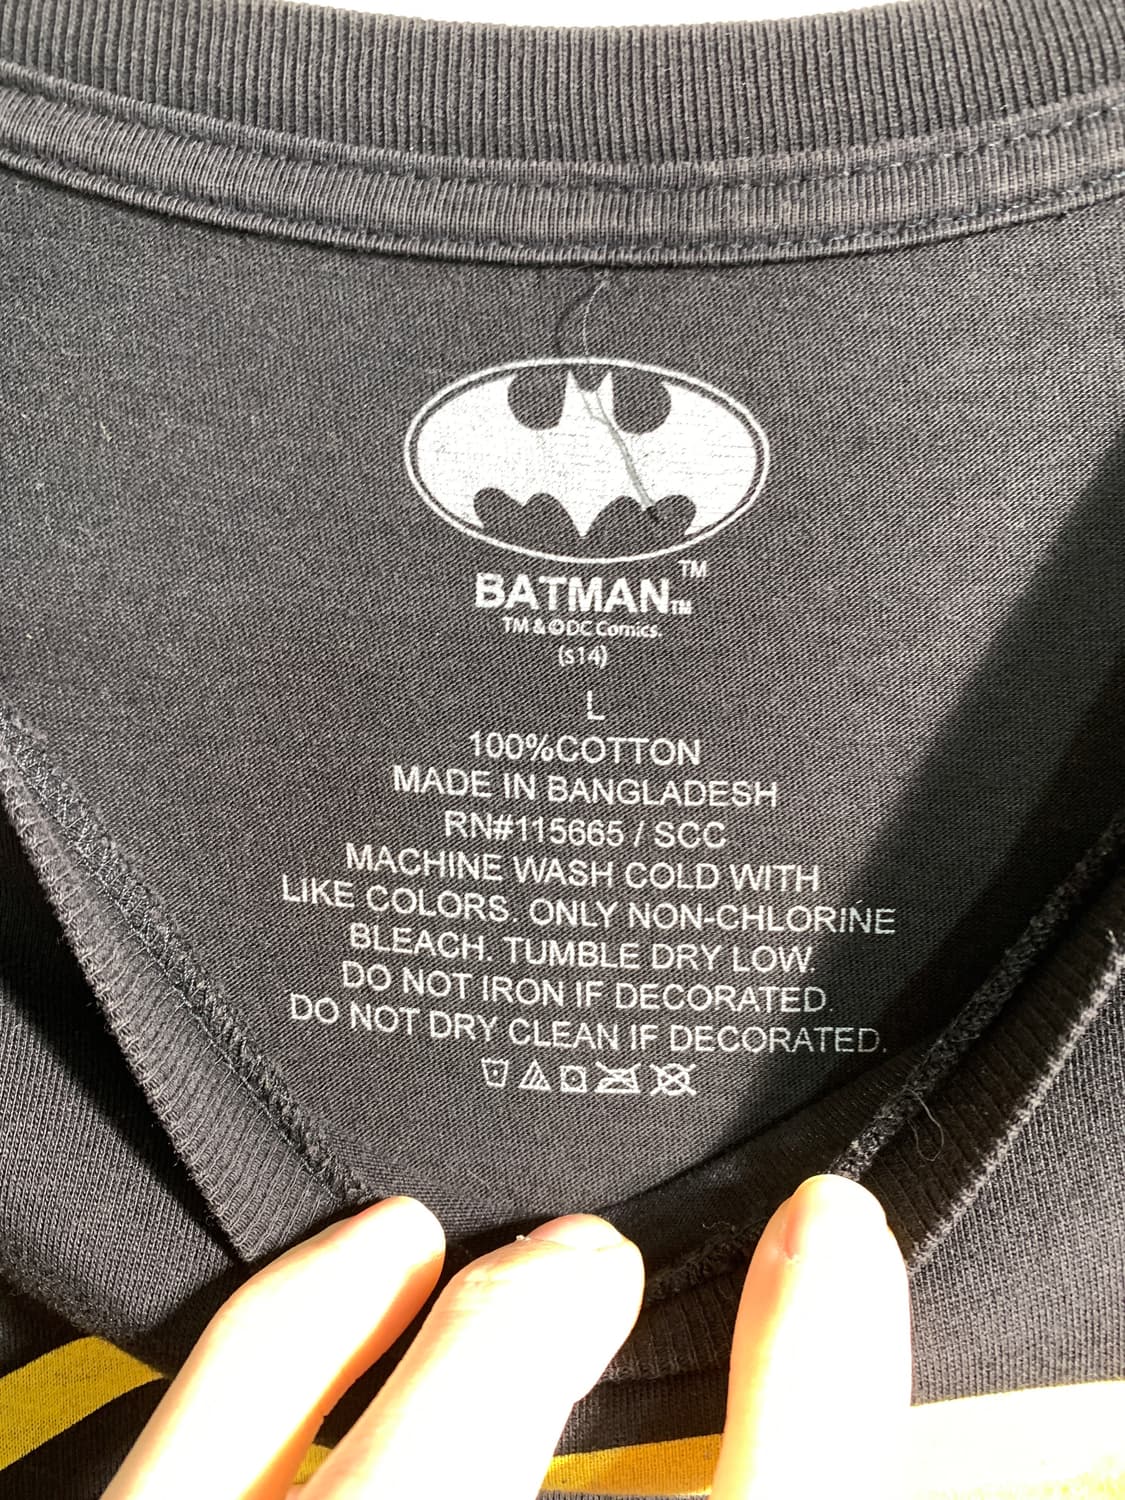 BATMAN™™
TM & © DC Comics.
(s14)
L
100%COTTON
MADE IN BANGLADESH
RN#115665 / SCC
MACHINE WASH COLD WITH
LIKE COLORS. ONLY NON-CHLORINE
BLEACH. TUMBLE DRY LOW.
DO NOT IRON IF DECORATED.
DO NOT DRY CLEAN IF DECORATED.